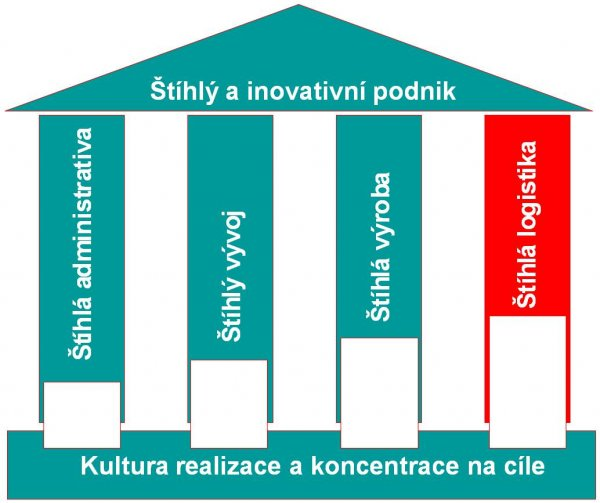 Štíhlý a inovativní podnik
Štíhlá administrativa
Štíhlý vývoj
Štíhlá výroba
Štíhlá logistika
Kultura realizace a koncentrace na cíle